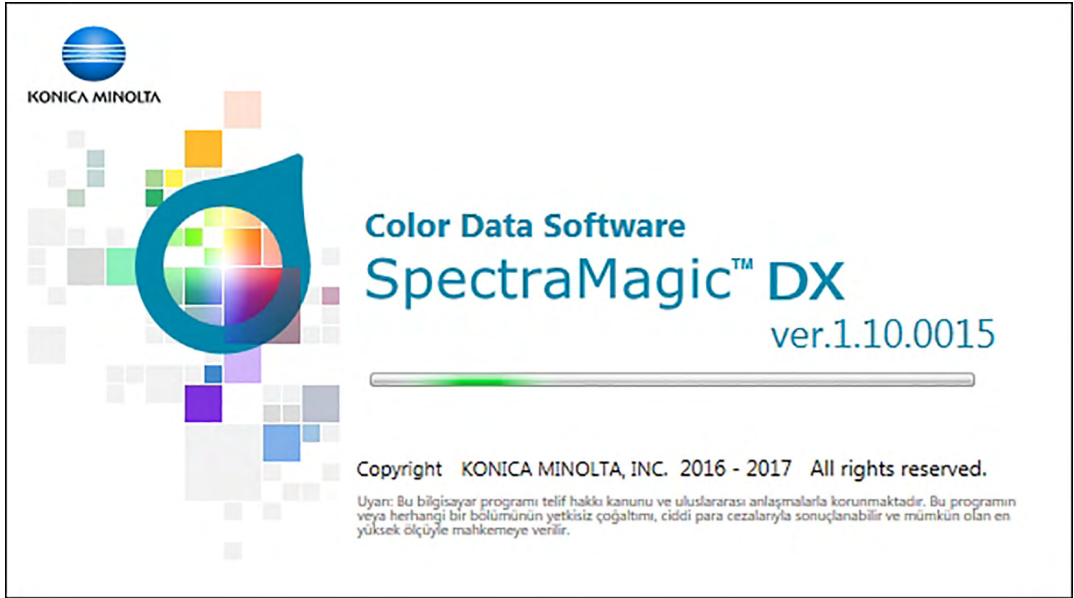 KONICA MINOLTA
Color Data Software
SpectraMagic™ DX
ver.1.10.0015
Copyright KONICA MINOLTA, INC. 2016 - 2017 All rights reserved.
Uyarı: Bu bilgisayar programı telif hakkı kanunu ve uluslararası anlaşmalarla korunmaktadır. Bu programın
veya herhangi bir bölümünün yetkisiz çoğaltımı, ciddi para cezalarıyla sonuçlanabilir ve mümkün olan en
yüksek ölçüyle mahkemeye verilir.